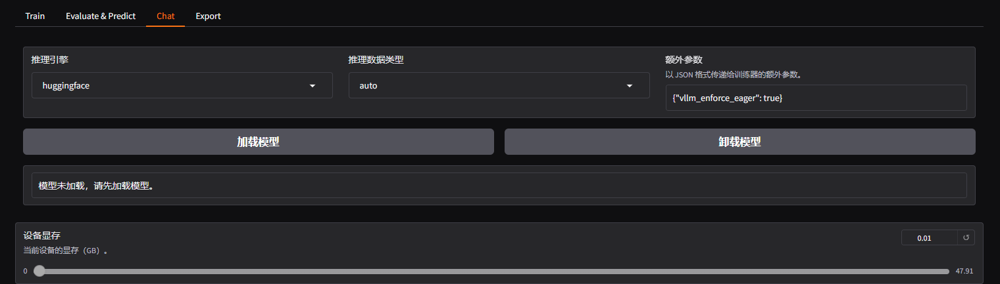 Train Evaluate & Predict Chat Export
推理引擎
huggingface
推理数据类型
auto
额外参数
以 JSON 格式传递给训练器的额外参数。
{"vllm_enforce_eager": true}
加载模型 卸载模型
模型未加载，请先加载模型。
设备显存
当前设备的显存（GB）。
0.01 ↺
0 47.91